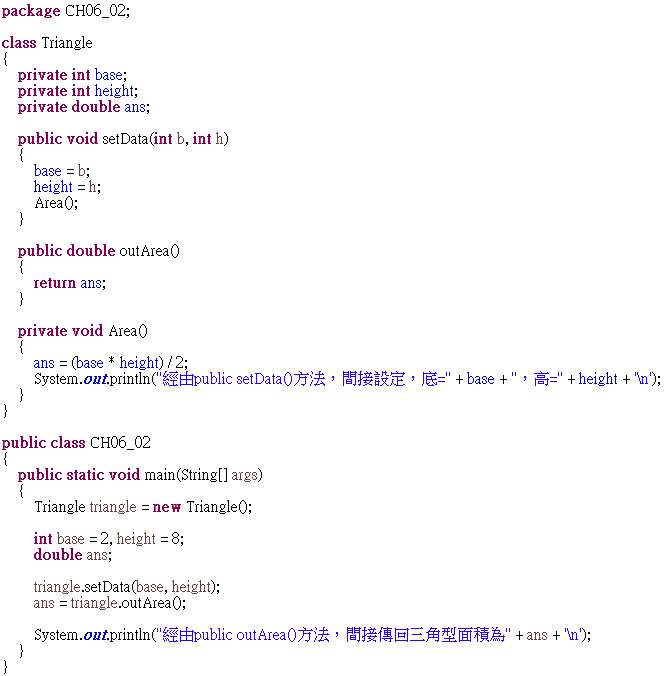 package CH06_02;
class Triangle
{
private int base;
private int height;
private double ans;
public void setData(int b, int h)
{
base = b;
height = h;
Area();
}
public double outArea()
{
return ans;
}
private void Area()
{
ans = (base * height) / 2;
System.out.println("經由public setData()方法，間接設定，底=" + base + "，高=" + height + '\n');
}
}
public class CH06_02
{
public static void main(String[] args)
{
Triangle triangle = new Triangle();
int base = 2, height = 8;
double ans;
triangle.setData(base, height);
ans = triangle.outArea();
System.out.println("經由public outArea()方法，間接傳回三角型面積為" + ans + '\n');
}
}